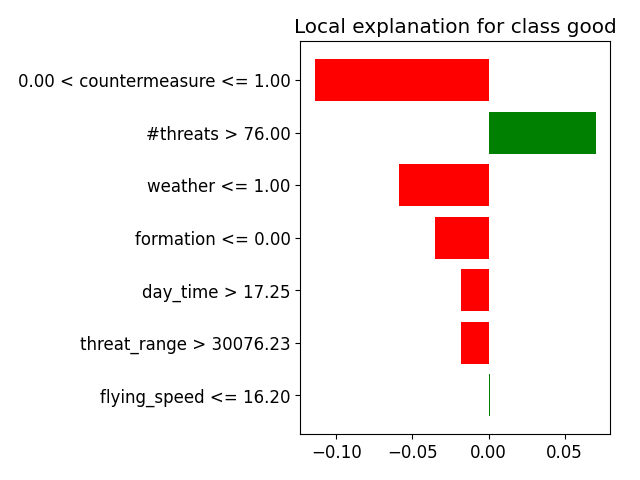 Local explanation for class good
0.00 < countermeasure <= 1.00
#threats > 76.00
weather <= 1.00
formation <= 0.00
day_time > 17.25
threat_range > 30076.23
flying_speed <= 16.20
−0.10 −0.05 0.00 0.05